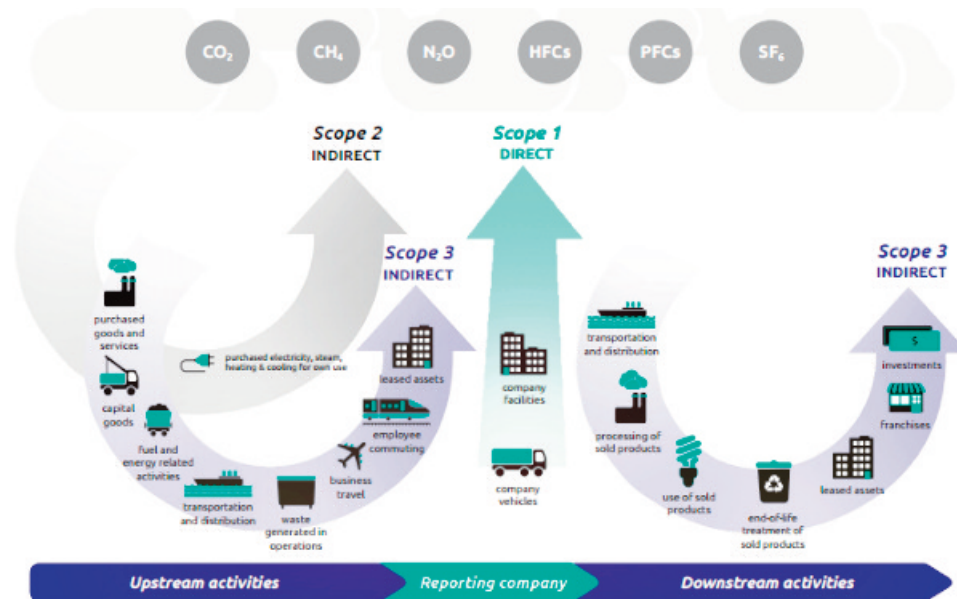 CO₂
CH₄
N₂O
HFCs
PFCs
SF₆
Scope 2
INDIRECT
Scope 1
DIRECT
Scope 3
INDIRECT
Scope 3
INDIRECT
purchased
goods and
services
capital
goods
fuel and
energy related
activities
transportation
and distribution
waste
generated in
operations
business
travel
employee
commuting
leased assets
purchased electricity, steam,
heating & cooling for own use
company
facilities
company
vehicles
transportation
and distribution
processing of
sold products
use of sold
products
end-of-life
treatment of
sold products
leased assets
franchises
$
investments
Upstream activities
Reporting company
Downstream activities